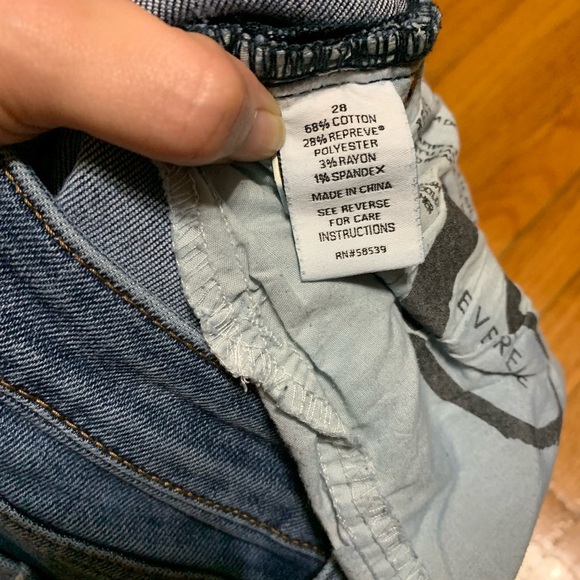 28
68% COTTON
28% REPREVE®
POLYESTER
3% RAYON
1% SPANDEX
MADE IN CHINA
SEE REVERSE
FOR CARE
INSTRUCTIONS
RN#58539